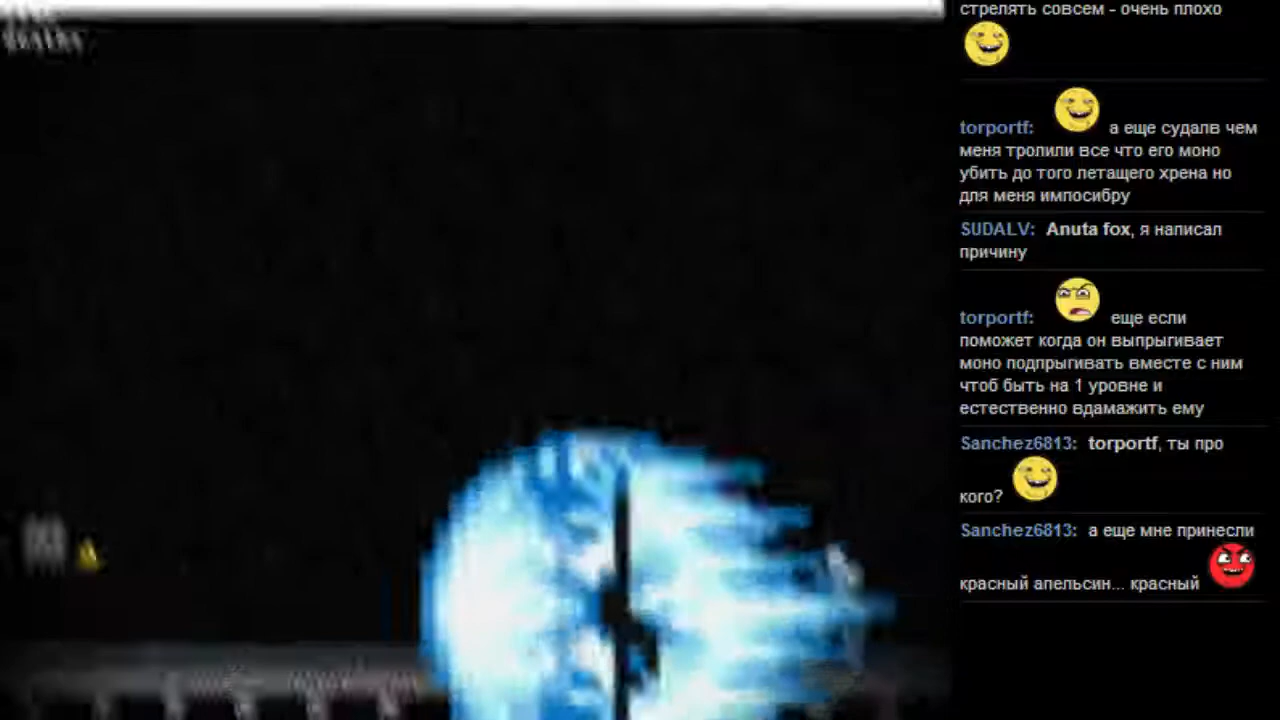 стрелять совсем - очень плохо
torportf: а еще судалв чем
меня тролили все что его моно
убить до того летащего хрена но
для меня импосибру
SUDALV: Anuta fox, я написал
причину
torportf: еще если
поможет когда он выпрыгивает
моно подпрыгивать вместе с ним
чтоб быть на 1 уровне и
естественно вдамажить ему
Sanchez6813: torportf, ты про
кого?
Sanchez6813: а еще мне принесли
красный апельсин... красный